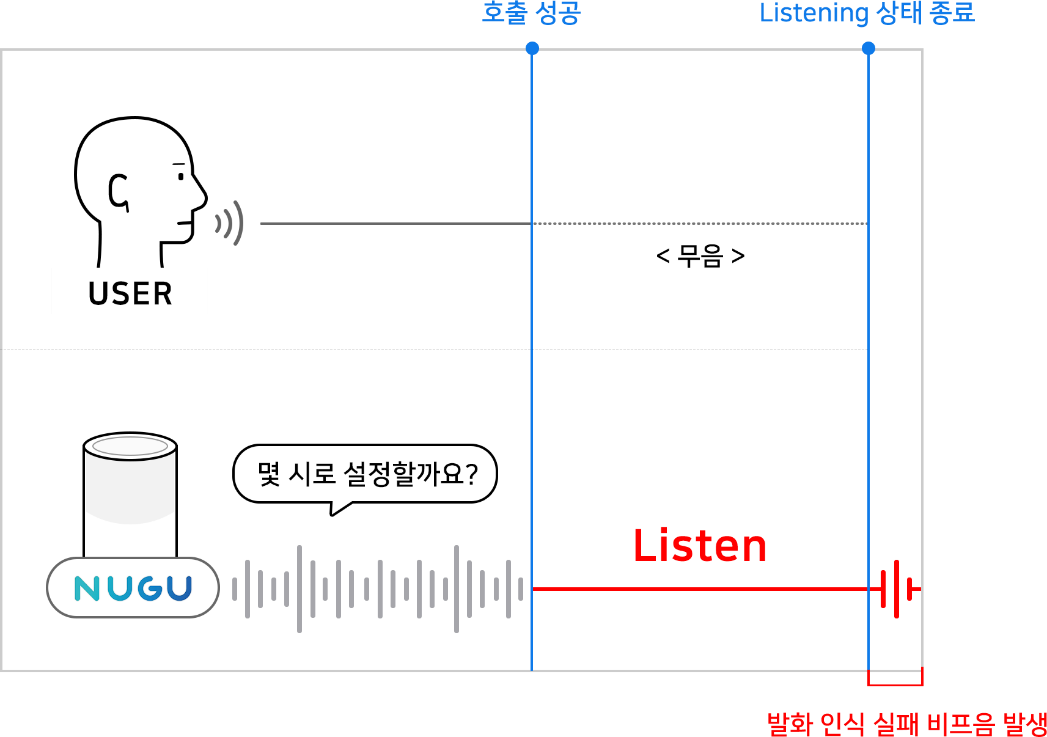 호출 성공
Listening 상태 종료
< 무음 >
USER
몇 시로 설정할까요?
Listen
NUGU
발화 인식 실패 비프음 발생